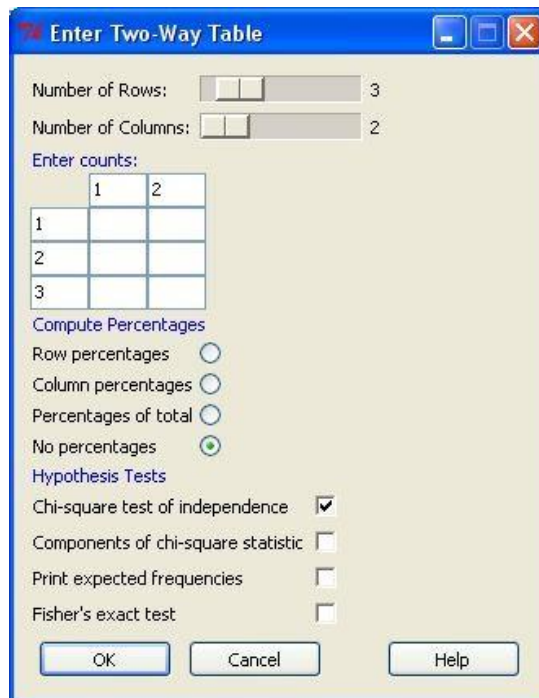 Enter Two-Way Table
Number of Rows: 3
Number of Columns: 2
Enter counts:
1 2
1
2
3
Compute Percentages
Row percentages
Column percentages
Percentages of total
No percentages
Hypothesis Tests
Chi-square test of independence
Components of chi-square statistic
Print expected frequencies
Fisher's exact test
OK Cancel Help